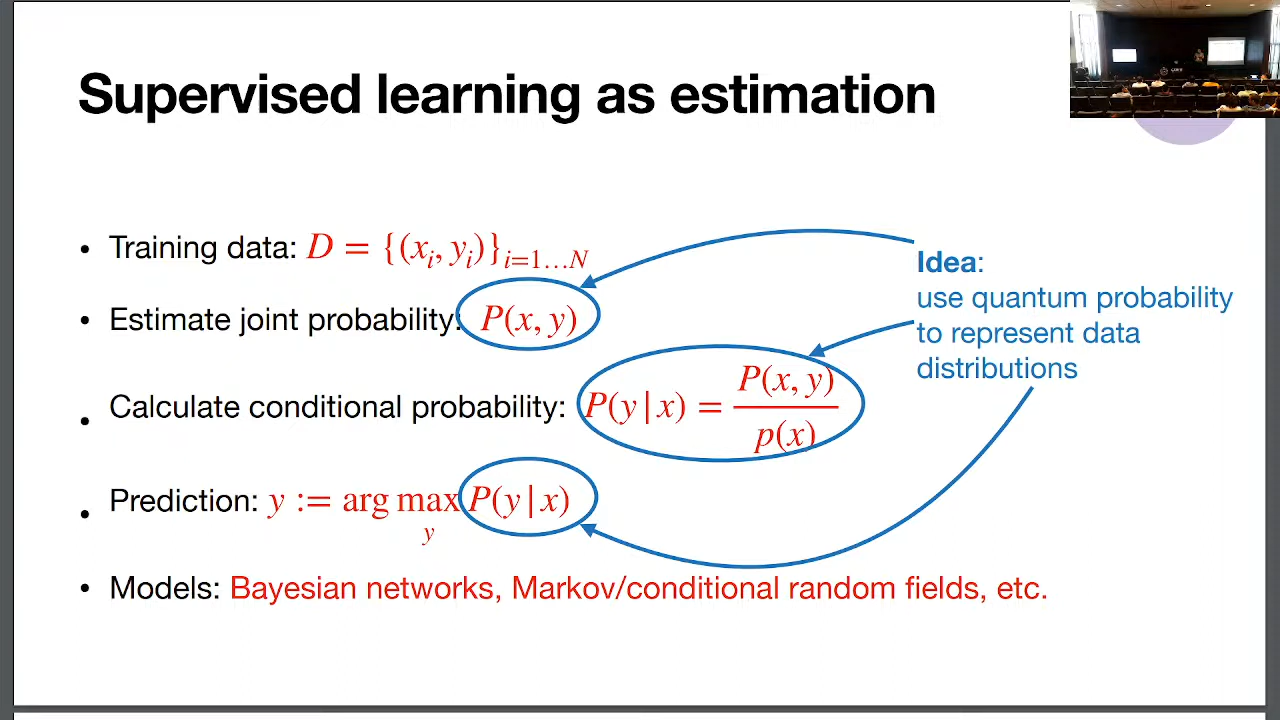 Supervised learning as estimation
• Training data: D = {(xᵢ, yᵢ)}ᵢ₌₁…N
• Estimate joint probability: P(x, y)
• Calculate conditional probability: P(y | x) = P(x, y) / p(x)
• Prediction: y := arg max_y P(y | x)
• Models: Bayesian networks, Markov/conditional random fields, etc.
Idea:
use quantum probability
to represent data
distributions